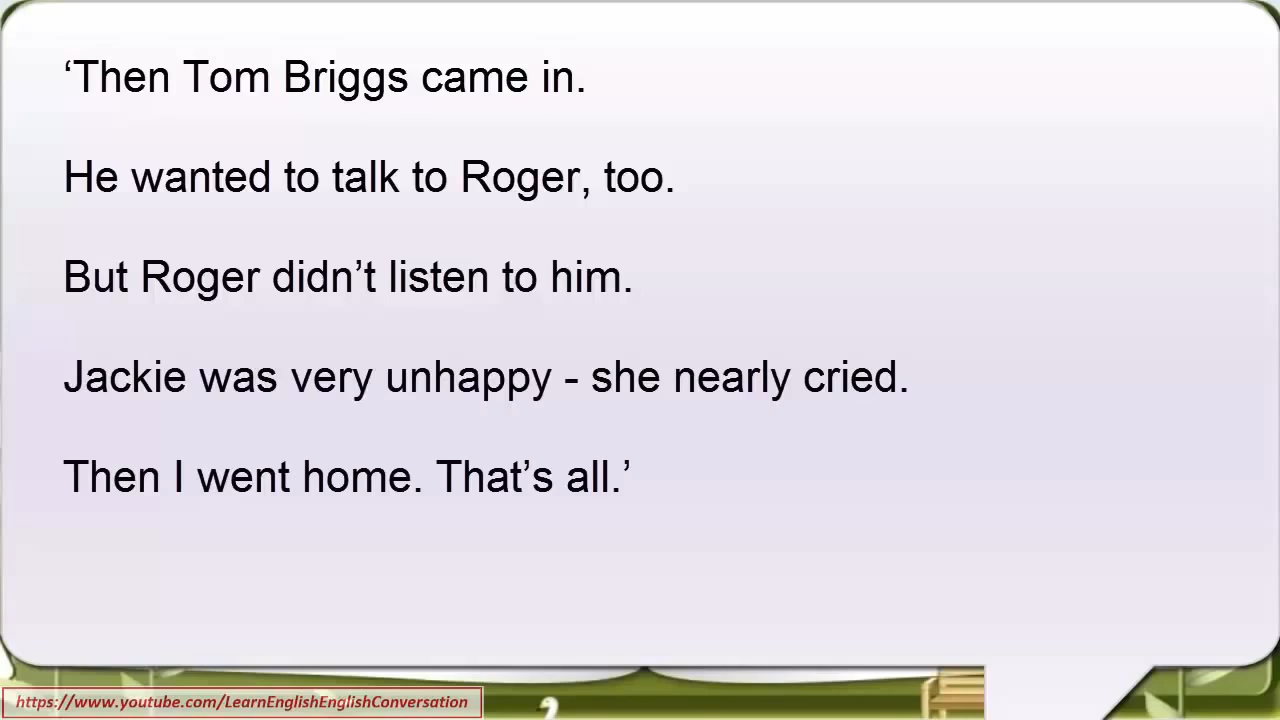 ‘Then Tom Briggs came in.
He wanted to talk to Roger, too.
But Roger didn’t listen to him.
Jackie was very unhappy - she nearly cried.
Then I went home. That’s all.’
https://www.youtube.com/LearnEnglishEnglishConversation